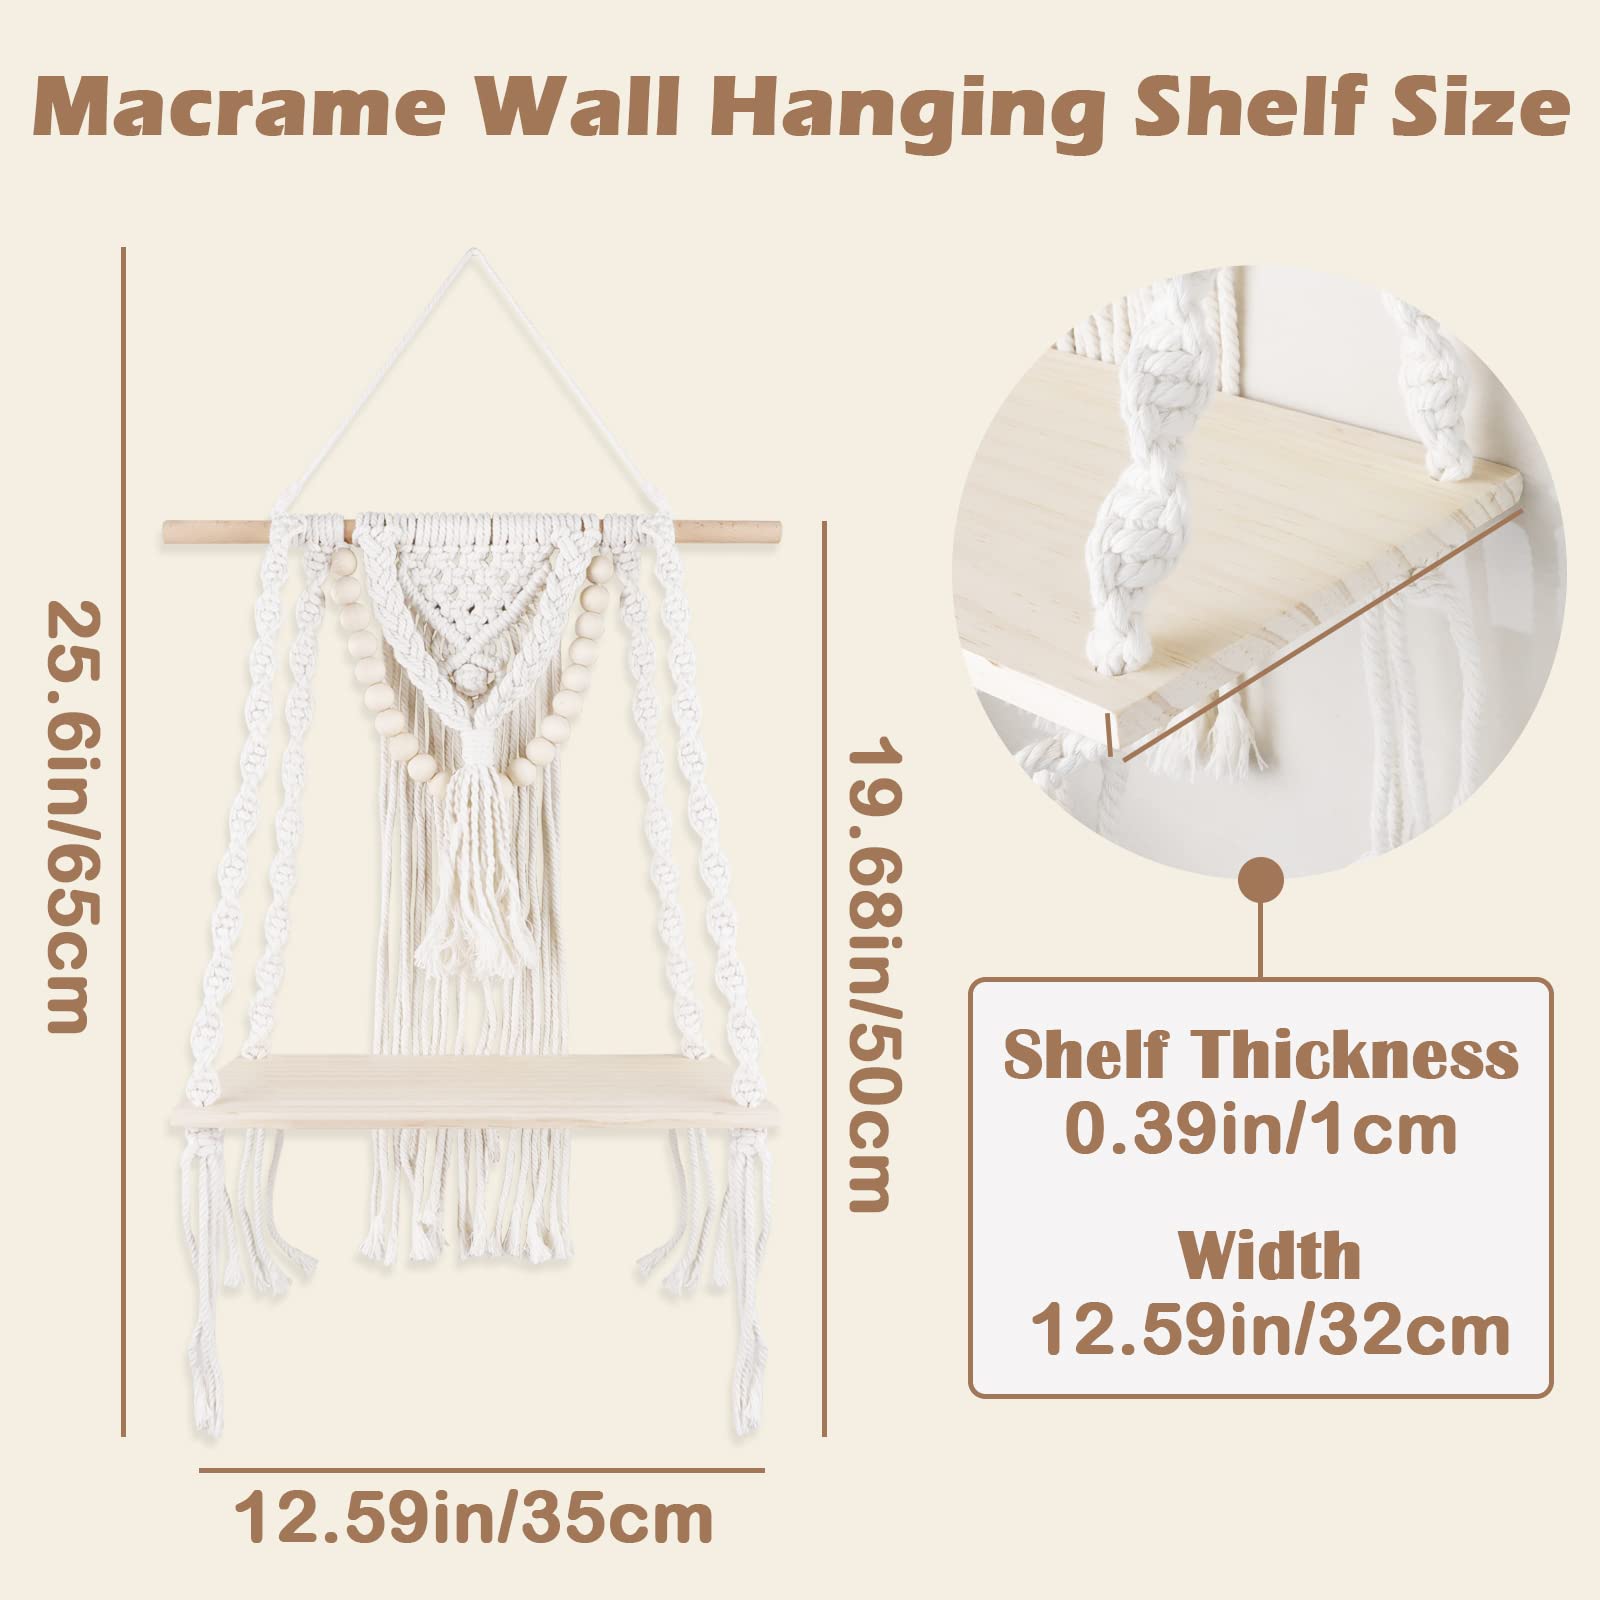 Macrame Wall Hanging Shelf Size
25.6in/65cm
19.68in/50cm
Shelf Thickness
0.39in/1cm
Width
12.59in/32cm
12.59in/35cm